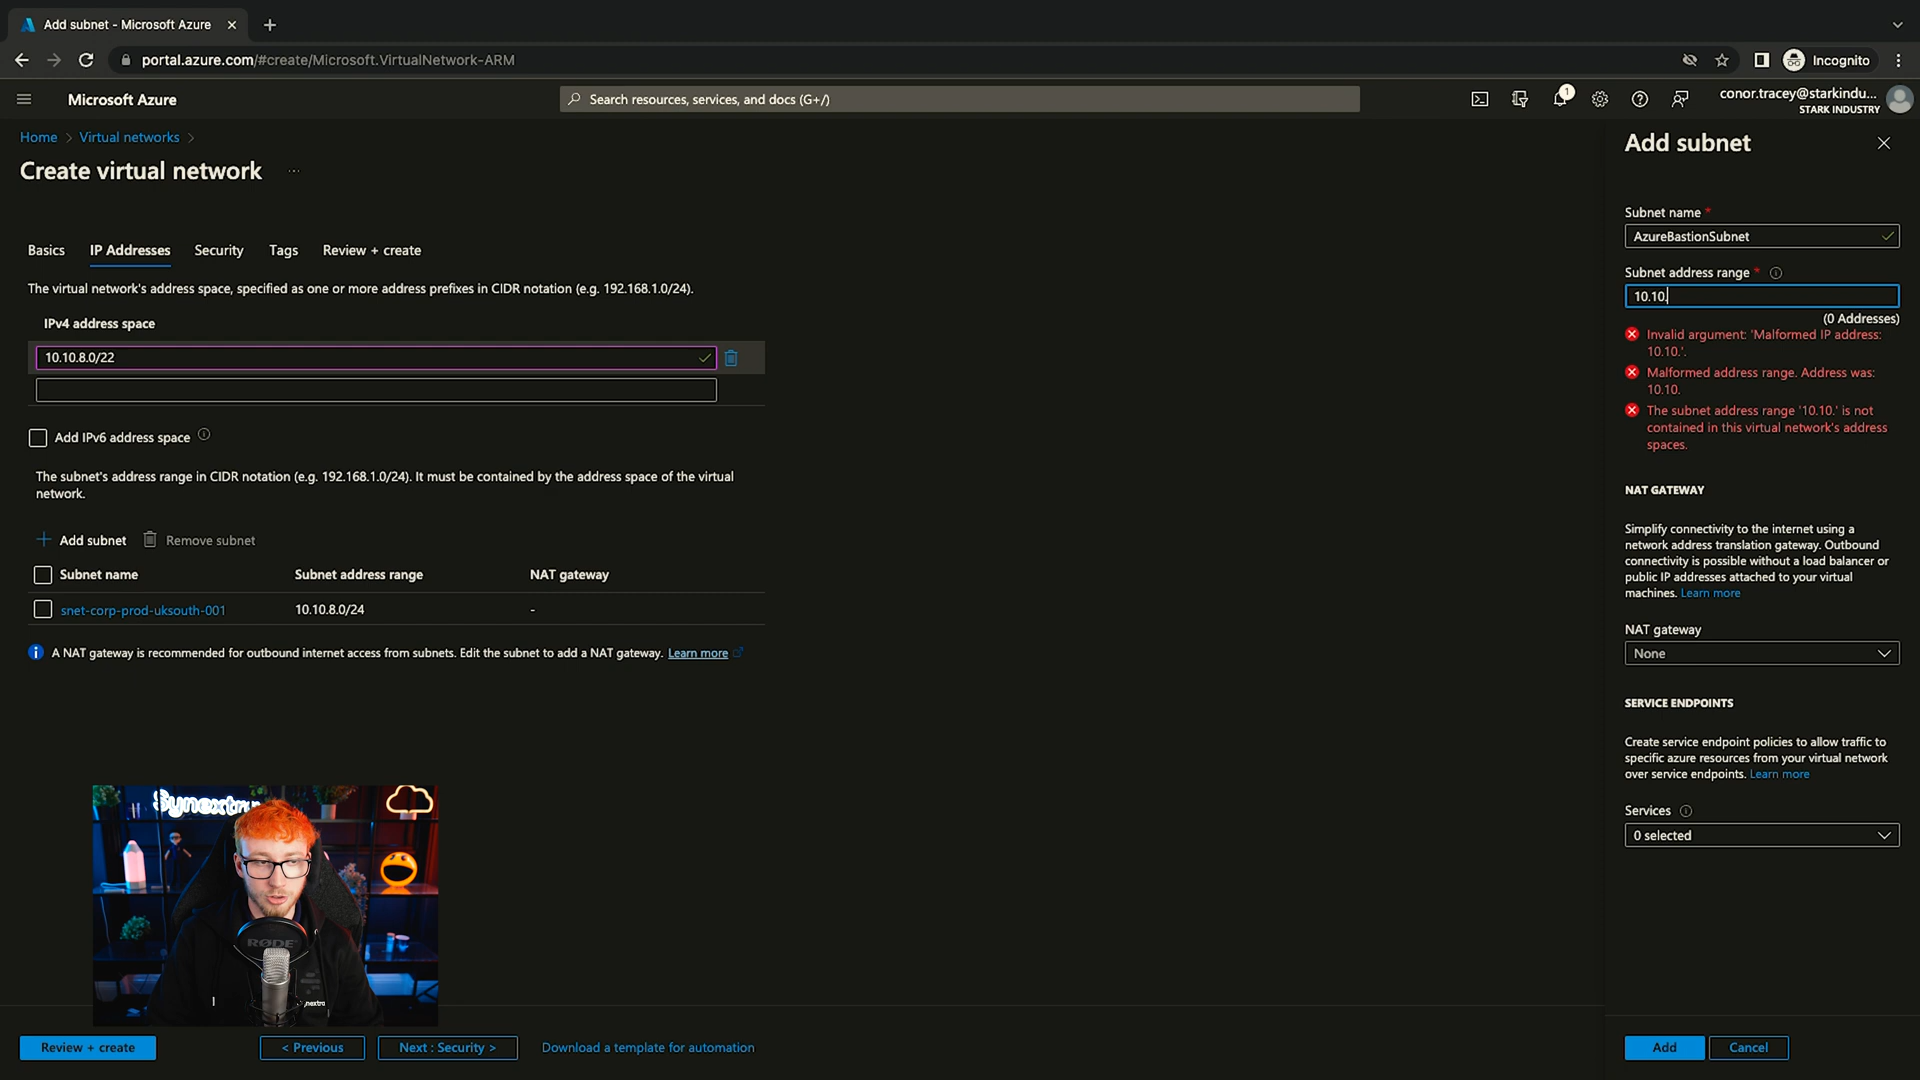 Add subnet - Microsoft Azure
portal.azure.com/#create/Microsoft.VirtualNetwork-ARM
Incognito
Microsoft Azure
Search resources, services, and docs (G+/)
1
conor.tracey@starkindu...
STARK INDUSTRY
Home > Virtual networks >
Create virtual network ...
Basics
IP Addresses
Security
Tags
Review + create
The virtual network's address space, specified as one or more address prefixes in CIDR notation (e.g. 192.168.1.0/24).
IPv4 address space
10.10.8.0/22
Add IPv6 address space
The subnet's address range in CIDR notation (e.g. 192.168.1.0/24). It must be contained by the address space of the virtual
network.
+ Add subnet
Remove subnet
Subnet name
Subnet address range
NAT gateway
snet-corp-prod-uksouth-001
10.10.8.0/24
-
A NAT gateway is recommended for outbound internet access from subnets. Edit the subnet to add a NAT gateway. Learn more
Synextra
RØDE
Review + create
< Previous
Next : Security >
Download a template for automation
Add subnet
Subnet name *
AzureBastionSubnet
Subnet address range *
10.10.
(0 Addresses)
Invalid argument: 'Malformed IP address:
10.10.'.
Malformed address range. Address was:
10.10.
The subnet address range '10.10.' is not
contained in this virtual network's address
spaces.
NAT GATEWAY
Simplify connectivity to the internet using a
network address translation gateway. Outbound
connectivity is possible without a load balancer or
public IP addresses attached to your virtual
machines. Learn more
NAT gateway
None
SERVICE ENDPOINTS
Create service endpoint policies to allow traffic to
specific azure resources from your virtual network
over service endpoints. Learn more
Services
0 selected
Add
Cancel